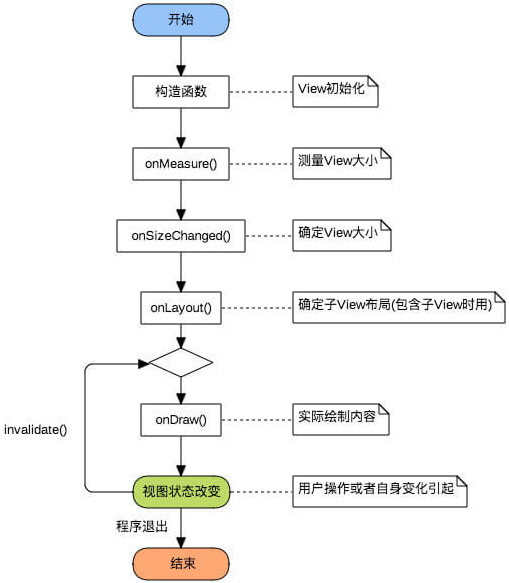 开始
构造函数
View初始化
onMeasure()
测量View大小
onSizeChanged()
确定View大小
onLayout()
确定子View布局(包含子View时用)
invalidate()
onDraw()
实际绘制内容
视图状态改变
用户操作或者自身变化引起
程序退出
结束